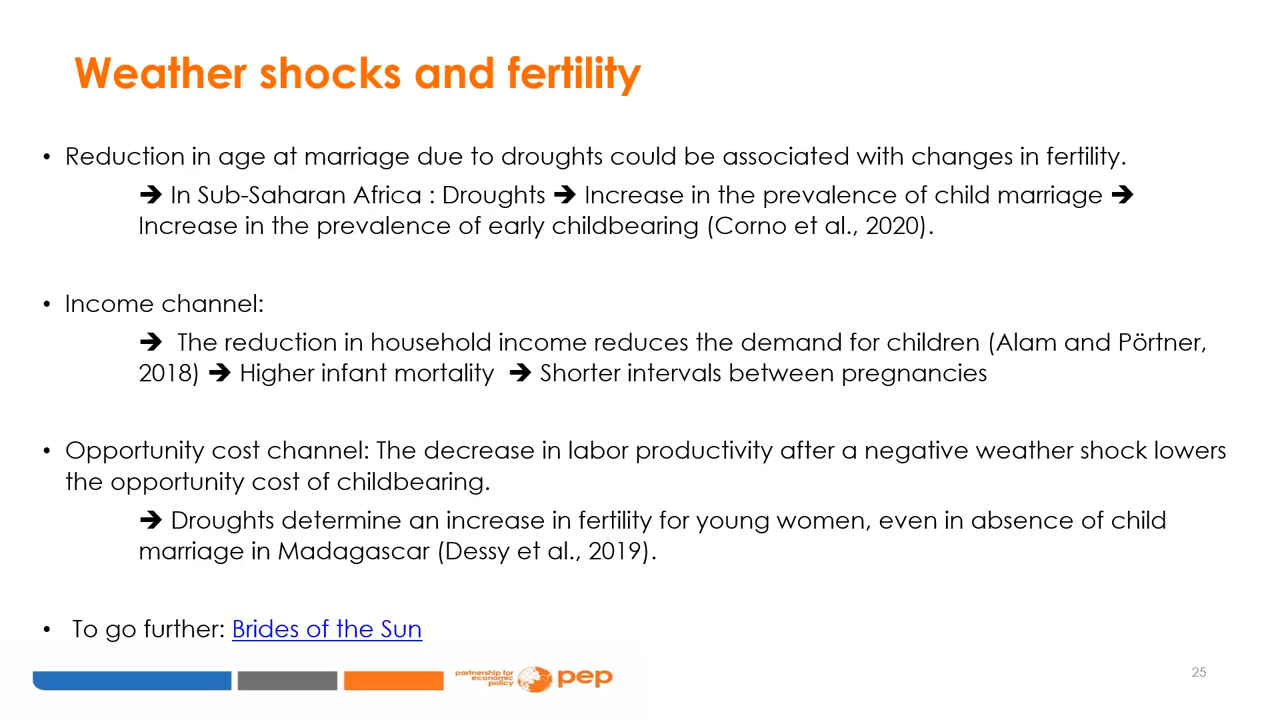 Weather shocks and fertility
• Reduction in age at marriage due to droughts could be associated with changes in fertility.
➔ In Sub-Saharan Africa : Droughts ➔ Increase in the prevalence of child marriage ➔
Increase in the prevalence of early childbearing (Corno et al., 2020).
• Income channel:
➔ The reduction in household income reduces the demand for children (Alam and Pörtner,
2018) ➔ Higher infant mortality ➔ Shorter intervals between pregnancies
• Opportunity cost channel: The decrease in labor productivity after a negative weather shock lowers
the opportunity cost of childbearing.
➔ Droughts determine an increase in fertility for young women, even in absence of child
marriage in Madagascar (Dessy et al., 2019).
• To go further: Brides of the Sun
partnership for
economic
policy
pep
25